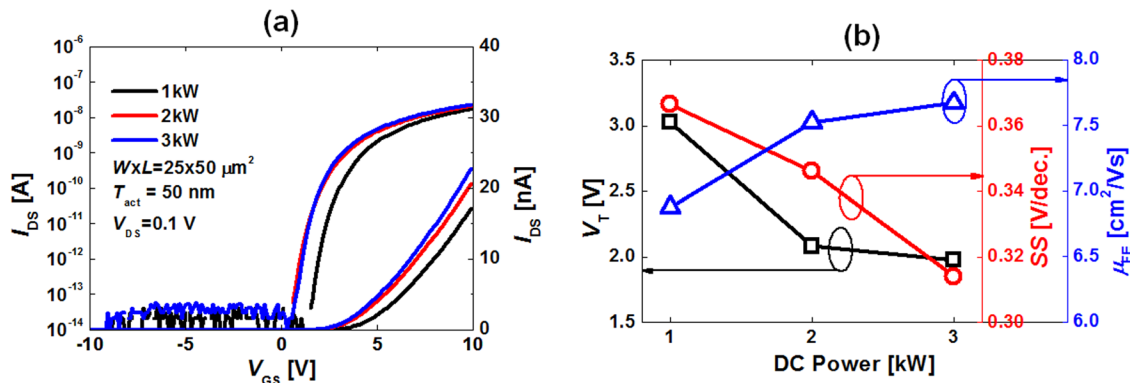 (a)
10⁻⁶
10⁻⁷
10⁻⁸
10⁻⁹
10⁻¹⁰
10⁻¹¹
10⁻¹²
10⁻¹³
10⁻¹⁴
I_DS [A]
1kW
2kW
3kW
WxL=25x50 μm²
T_act = 50 nm
V_DS=0.1 V
40
30
20
10
0
I_DS [nA]
-10 -5 0 5 10
V_GS [V]
(b)
3.5
3.0
2.5
2.0
1.5
V_T [V]
0.38
0.36
0.34
0.32
0.30
SS [V/dec.]
8.0
7.5
7.0
6.5
6.0
μ_FE [cm²/Vs]
1 2 3
DC Power [kW]